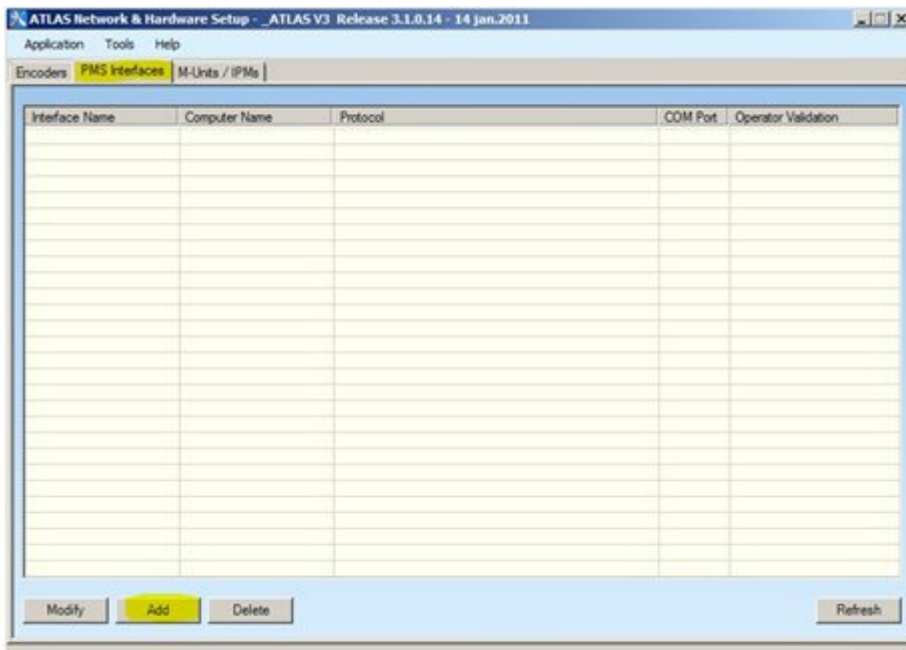 ATLAS Network & Hardware Setup - _ATLAS V3 Release 3.1.0.14 - 14 jan.2011
Application Tools Help
Encoders PMS Interfaces M-Units / IPMs
Interface Name Computer Name Protocol COM Port Operator Validation
Modify Add Delete Refresh